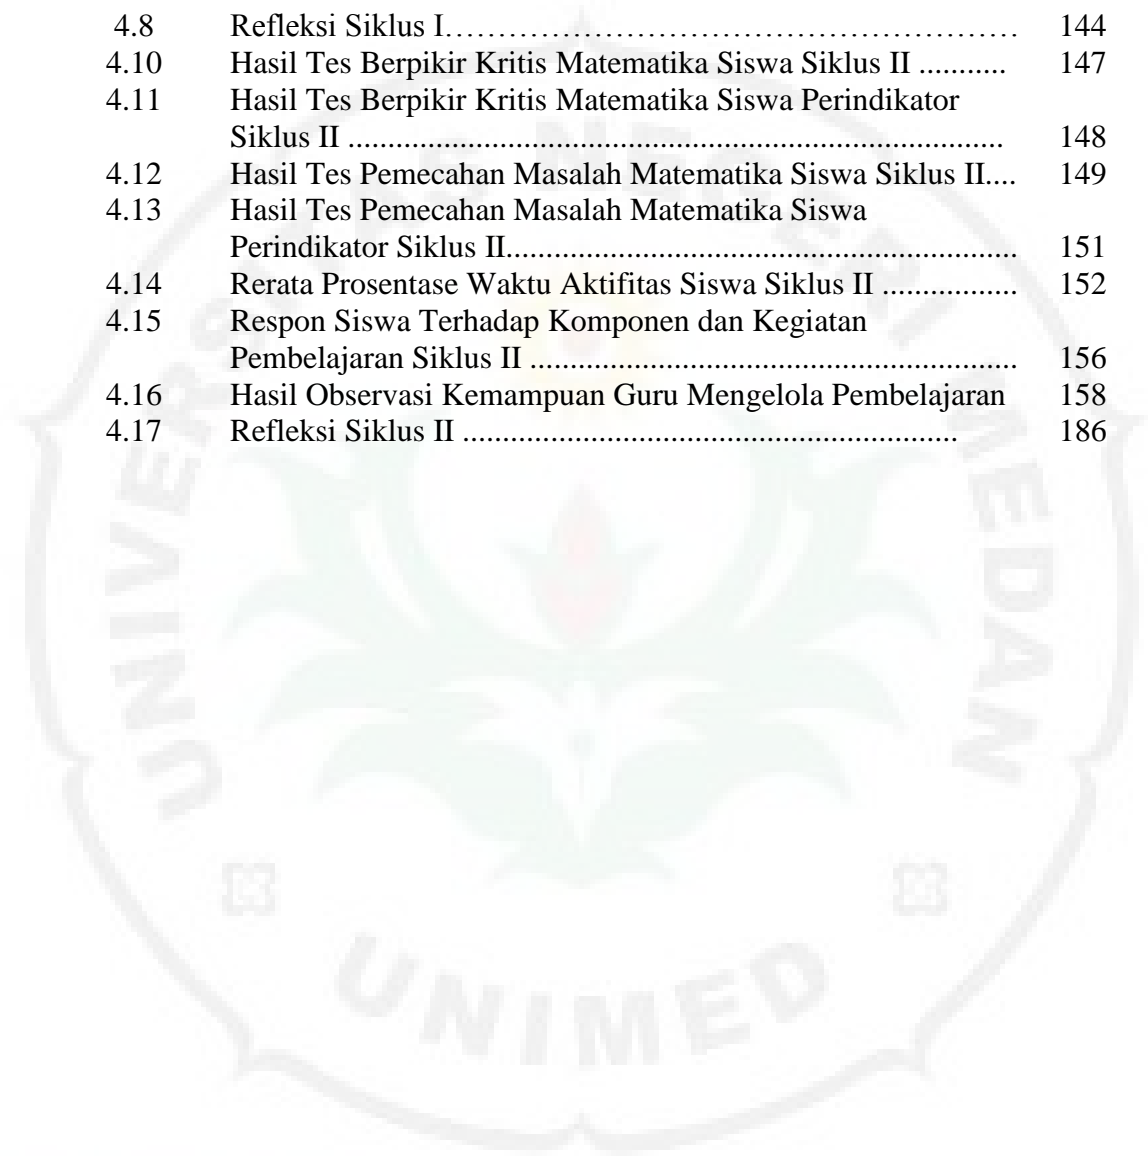 4.8 Refleksi Siklus I…………………………………………………… 144
4.10 Hasil Tes Berpikir Kritis Matematika Siswa Siklus II ........... 147
4.11 Hasil Tes Berpikir Kritis Matematika Siswa Perindikator
Siklus II ................................................................................ 148
4.12 Hasil Tes Pemecahan Masalah Matematika Siswa Siklus II.... 149
4.13 Hasil Tes Pemecahan Masalah Matematika Siswa
Perindikator Siklus II............................................................... 151
4.14 Rerata Prosentase Waktu Aktifitas Siswa Siklus II ................. 152
4.15 Respon Siswa Terhadap Komponen dan Kegiatan
Pembelajaran Siklus II ............................................................ 156
4.16 Hasil Observasi Kemampuan Guru Mengelola Pembelajaran 158
4.17 Refleksi Siklus II ............................................................. 186
UNIVERSITAS NEGERI MEDAN
UNIMED